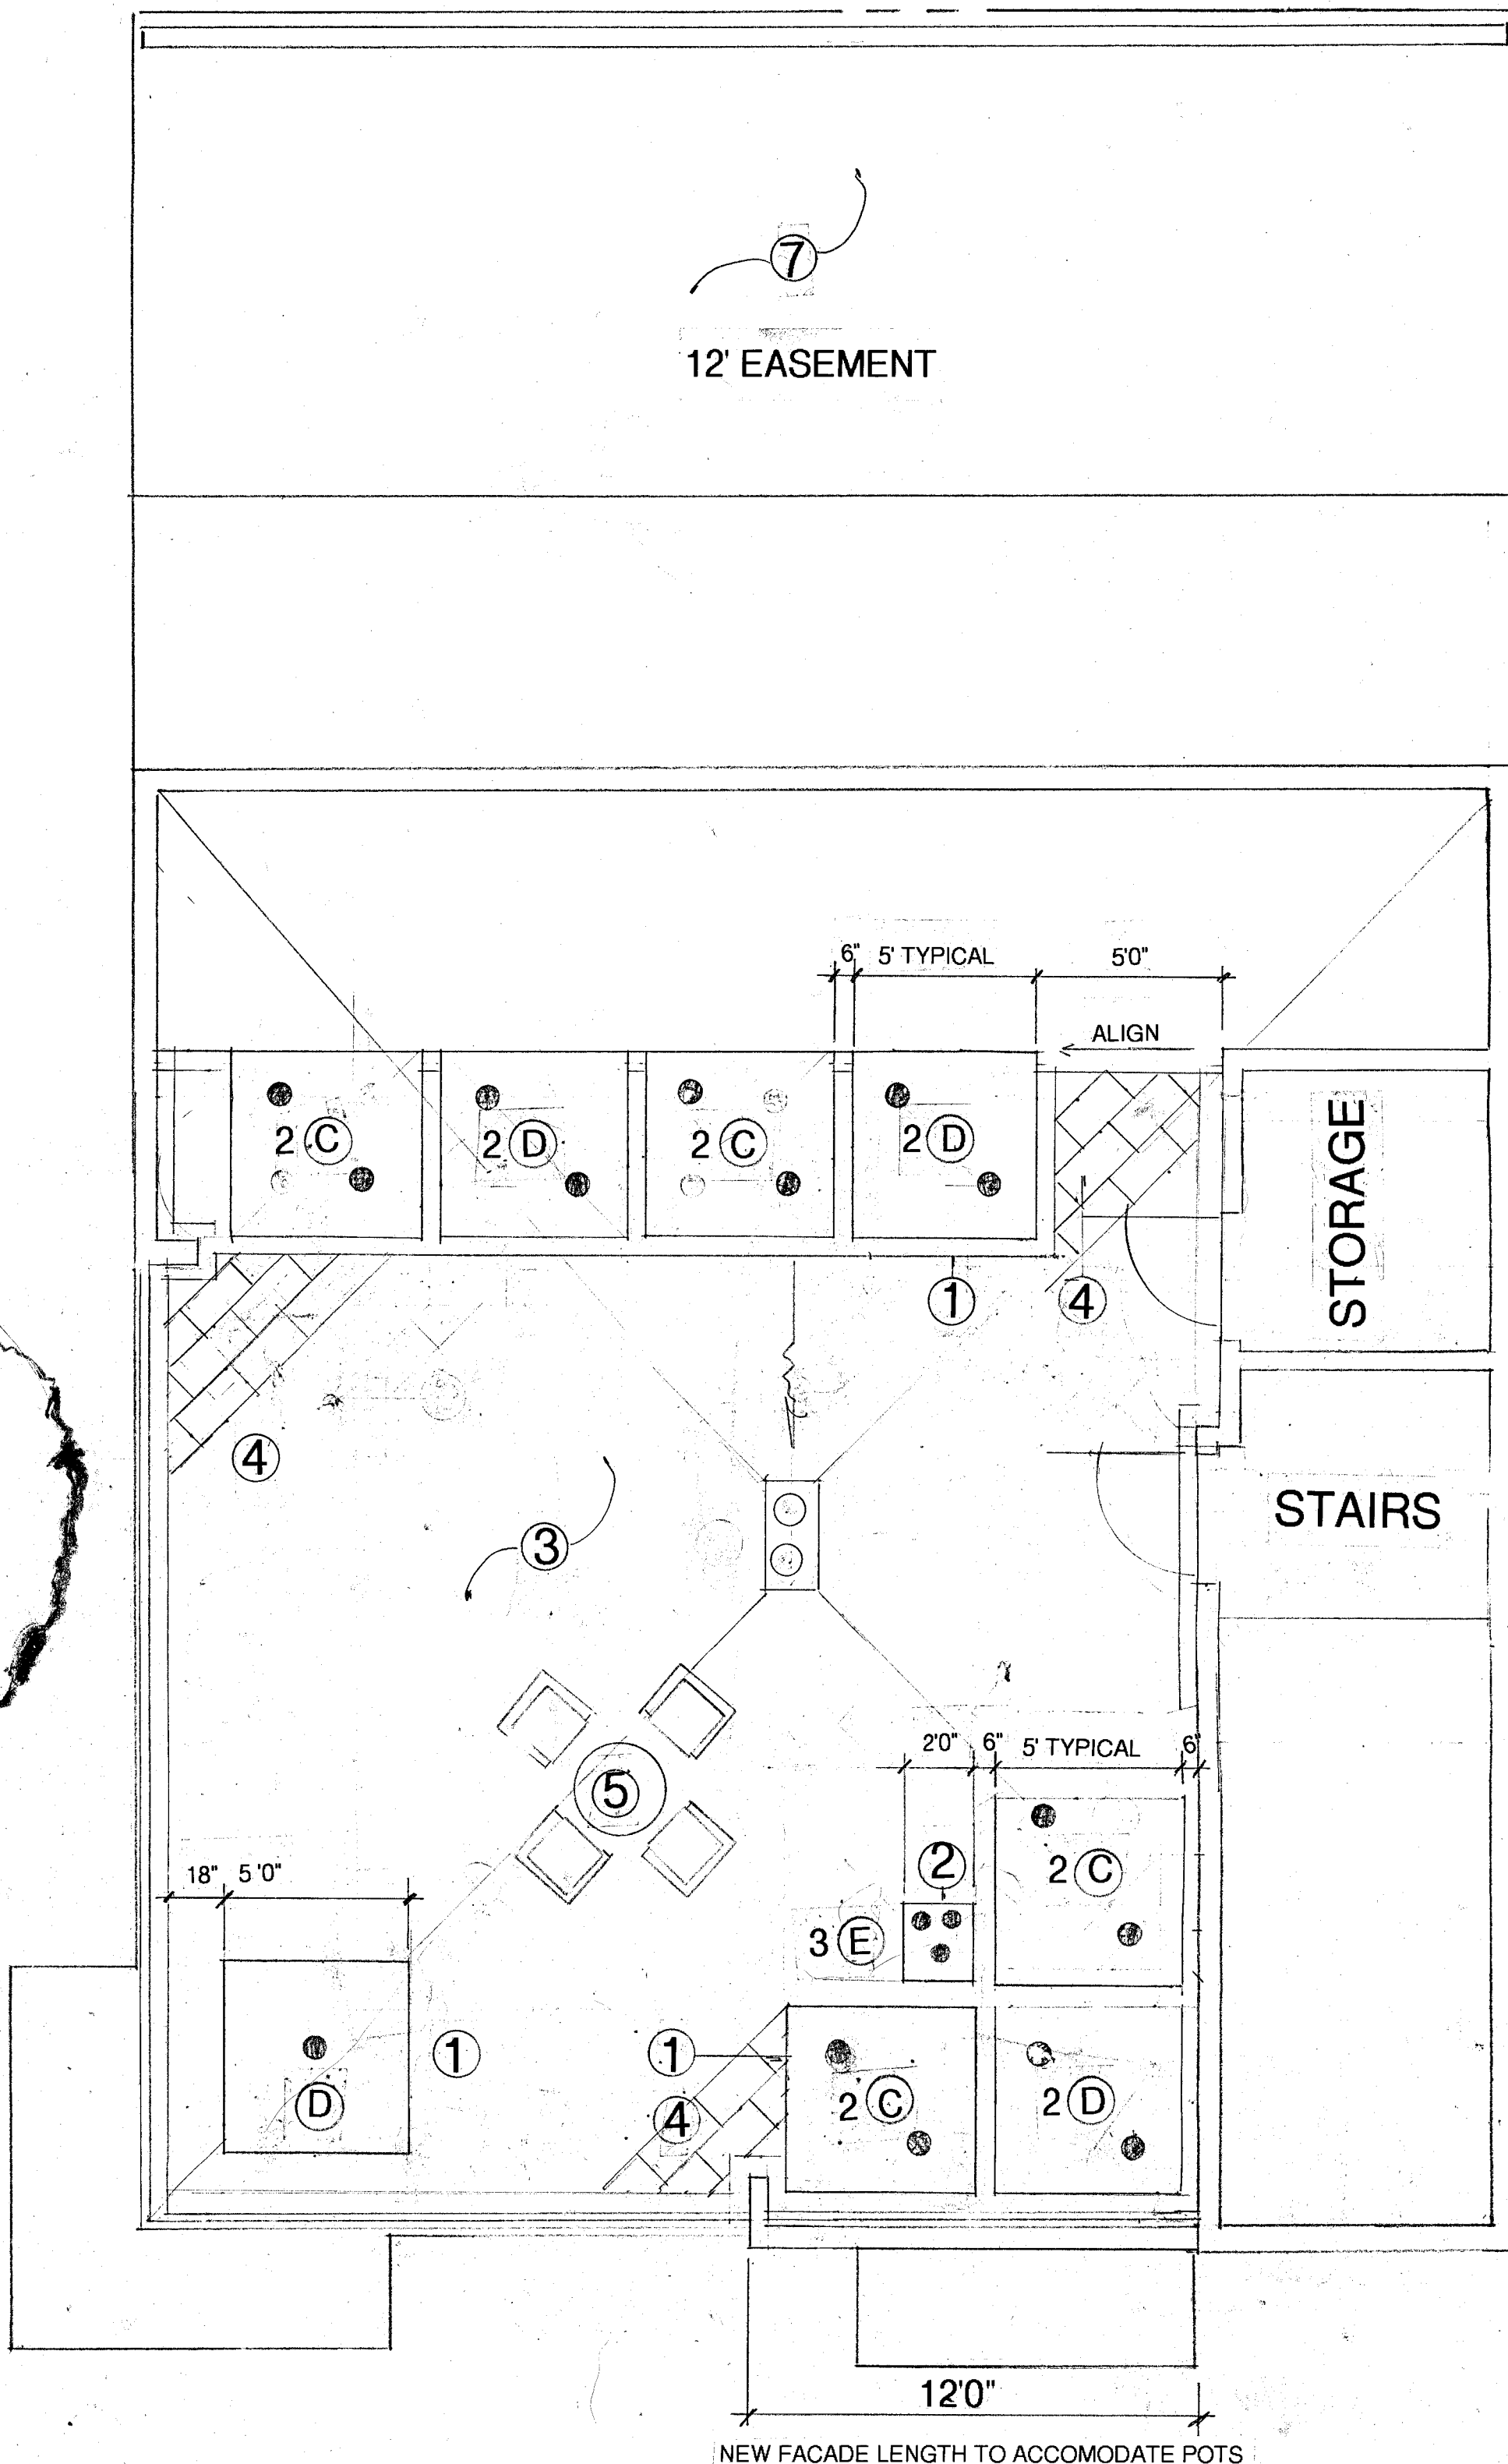 7
12' EASEMENT
6" 5' TYPICAL 5'0"
ALIGN
2 C 2 D 2 C 2 D
STORAGE
1 4
4
STAIRS
3
2'0" 6" 5' TYPICAL 6"
5
18" 5'0"
2
2 C
3 E
1 1
D 4 2 C 2 D
12'0"
NEW FACADE LENGTH TO ACCOMODATE POTS